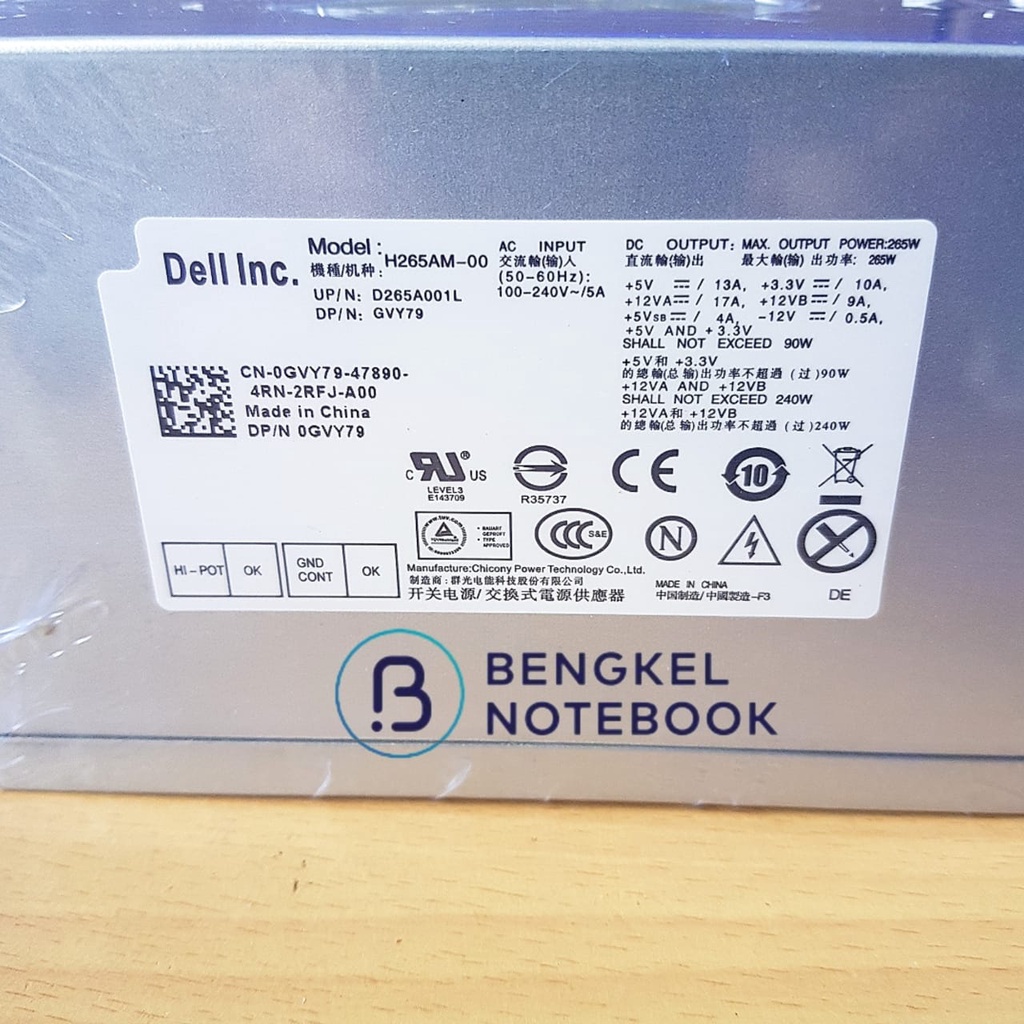 Dell Inc.
Model :
機種/机种 :
H265AM-00
UP/N: D265A001L
DP/N: GVY79
AC INPUT
交流輸(输)入
(50-60Hz):
100-240V~/5A
DC OUTPUT: MAX. OUTPUT POWER:265W
直流輸(输)出 最大輸(输) 出功率: 265W
+5V / 13A, +3.3V / 10A,
+12VA / 17A, +12VB / 9A,
+5VSB / 4A, -12V / 0.5A,
+5V AND +3.3V
SHALL NOT EXCEED 90W
+5V和 +3.3V
的總輸(总输)出功率不超過 (过)90W
+12VA AND +12VB
SHALL NOT EXCEED 240W
+12VA和 +12VB
的總輸(总输)出功率不超過 (过)240W
CN-0GVY79-47890-
4RN-2RFJ-A00
Made in China
DP/N 0GVY79
C RU ® US
LEVEL3
E143709
R35737
CE
10
www.tuv.com
BAUART
GEPRUFT
TYPE
APPROVED
CCC S&E
N
HI-POT OK
GND
CONT OK
Manufacture:Chicony Power Technology Co.,Ltd.
制造商 : 群光电能科技股份有限公司
开关电源/交换式電源供應器
MADE IN CHINA
中国制造/中國製造-F3
DE
BENGKEL
NOTEBOOK